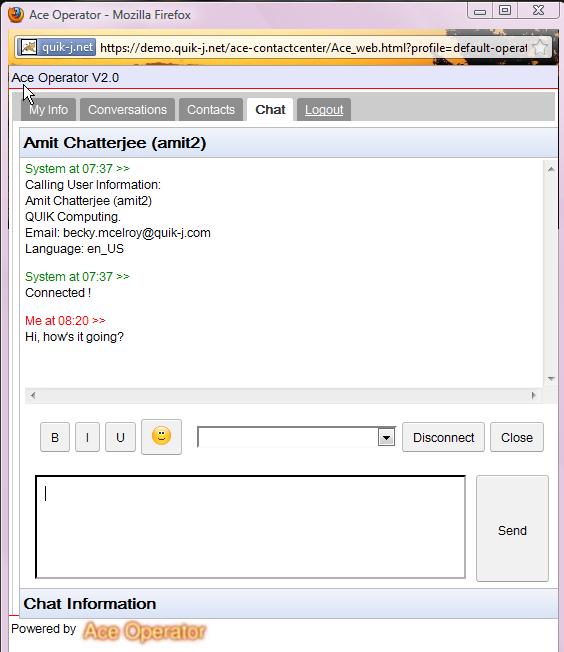 Ace Operator - Mozilla Firefox
quik-j.net https://demo.quik-j.net/ace-contactcenter/Ace_web.html?profile=default-operat
Ace Operator V2.0
My Info Conversations Contacts Chat Logout
Amit Chatterjee (amit2)
System at 07:37 >>
Calling User Information:
Amit Chatterjee (amit2)
QUIK Computing.
Email: becky.mcelroy@quik-j.com
Language: en_US
System at 07:37 >>
Connected !
Me at 08:20 >>
Hi, how's it going?
B I U Disconnect Close
Send
Chat Information
Powered by Ace Operator